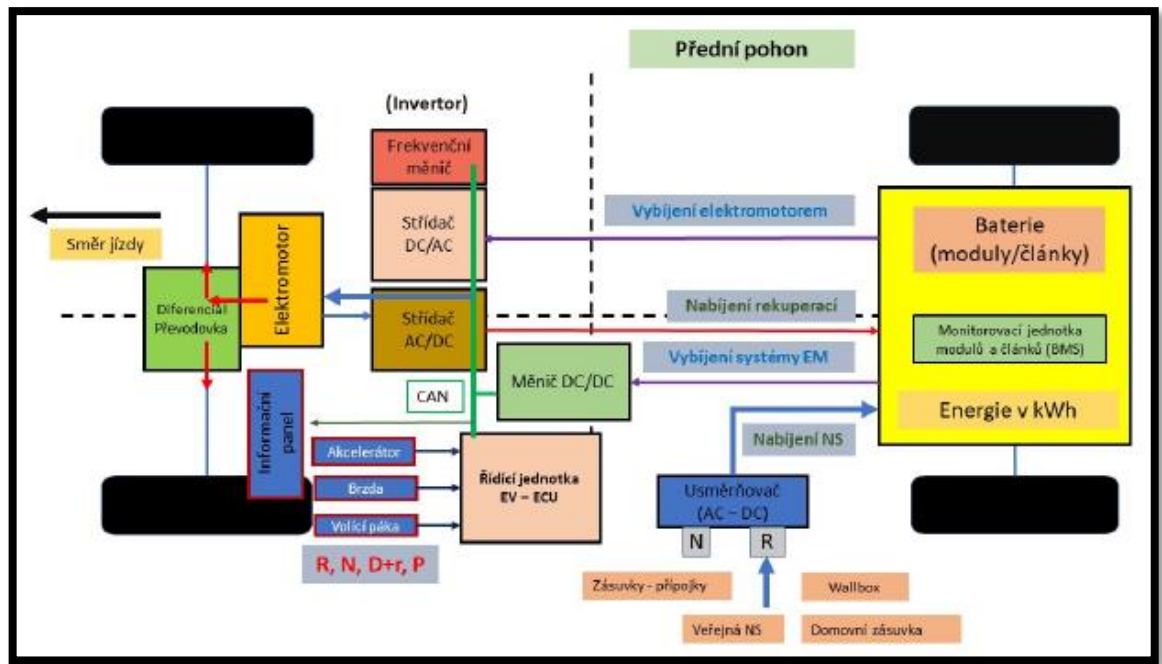 Přední pohon
(Invertor)
Frekvenční
měnič
Střídač
DC/AC
Vybíjení elektromotorem
Baterie
(moduly/články)
Směr jízdy
Elektromotor
Diferenciál
Převodovka
Střídač
AC/DC
Nabíjení rekuperací
Monitorovací jednotka
modulů a článků (BMS)
Vybíjení systémy EM
Měnič DC/DC
CAN
Energie v kWh
Nabíjení NS
Informační
panel
Akcelerátor
Brzda
Volící páka
Řídící jednotka
EV – ECU
R, N, D+r, P
Usměrňovač
(AC – DC)
N
R
Zásuvky - přípojky
Wallbox
Veřejná NS
Domovní zásuvka